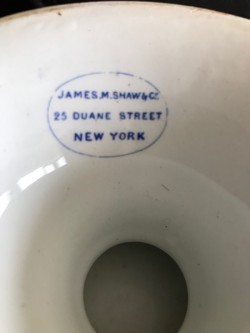 JAMES.M.SHAW & Co
25 DUANE STREET
NEW YORK